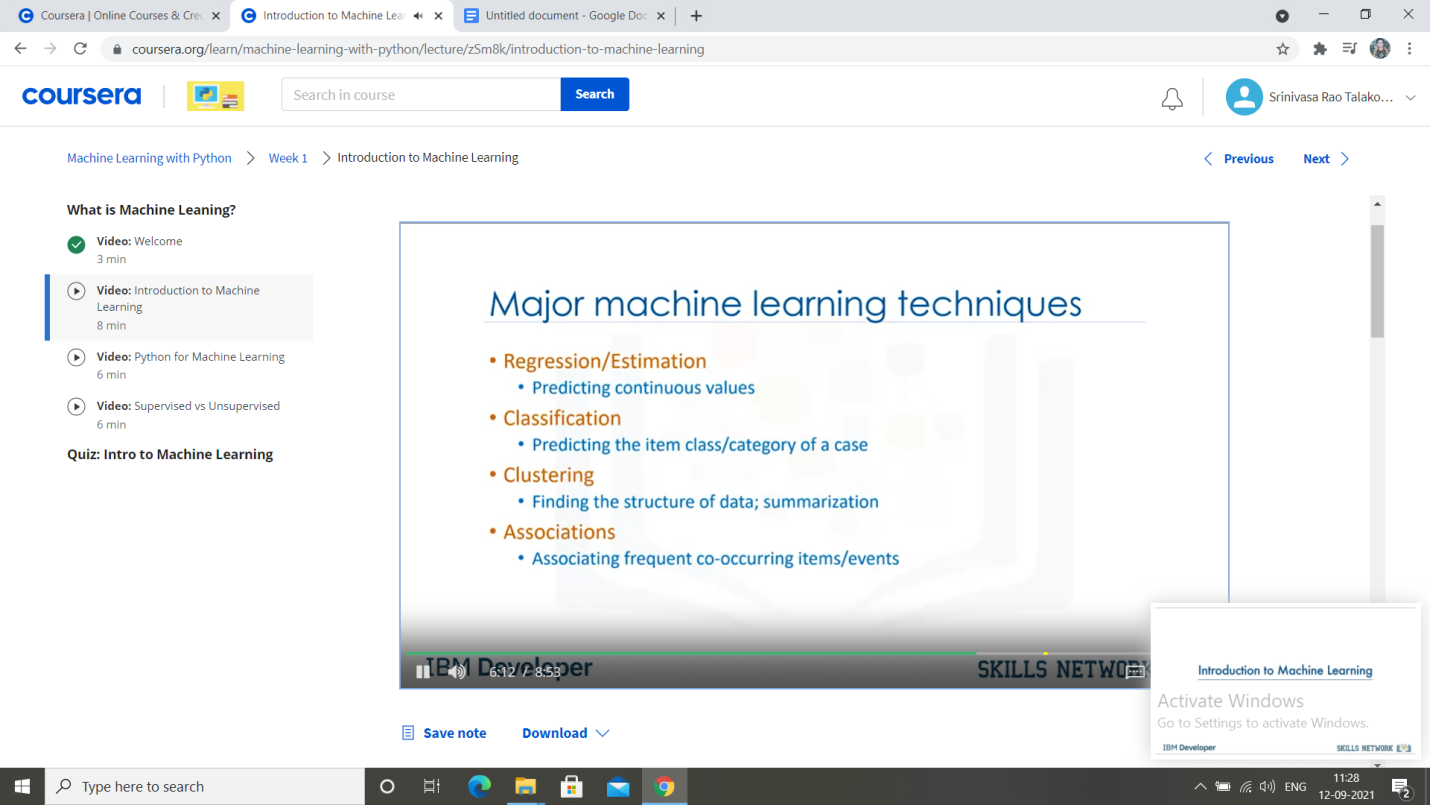 Coursera | Online Courses & Cre
Introduction to Machine Lea
Untitled document - Google Doc
coursera.org/learn/machine-learning-with-python/lecture/zSm8k/introduction-to-machine-learning
coursera
Search in course
Search
Srinivasa Rao Talako...
Machine Learning with Python
Week 1
Introduction to Machine Learning
Previous
Next
What is Machine Leaning?
Video: Welcome
3 min
Video: Introduction to Machine
Learning
8 min
Video: Python for Machine Learning
6 min
Video: Supervised vs Unsupervised
6 min
Quiz: Intro to Machine Learning
Major machine learning techniques
• Regression/Estimation
• Predicting continuous values
• Classification
• Predicting the item class/category of a case
• Clustering
• Finding the structure of data; summarization
• Associations
• Associating frequent co-occurring items/events
IBM Developer
SKILLS NETWORK
6:12 / 8:53
Save note
Download
Introduction to Machine Learning
Activate Windows
Go to Settings to activate Windows.
IBM Developer
SKILLS NETWORK
Type here to search
ENG
11:28
12-09-2021
2